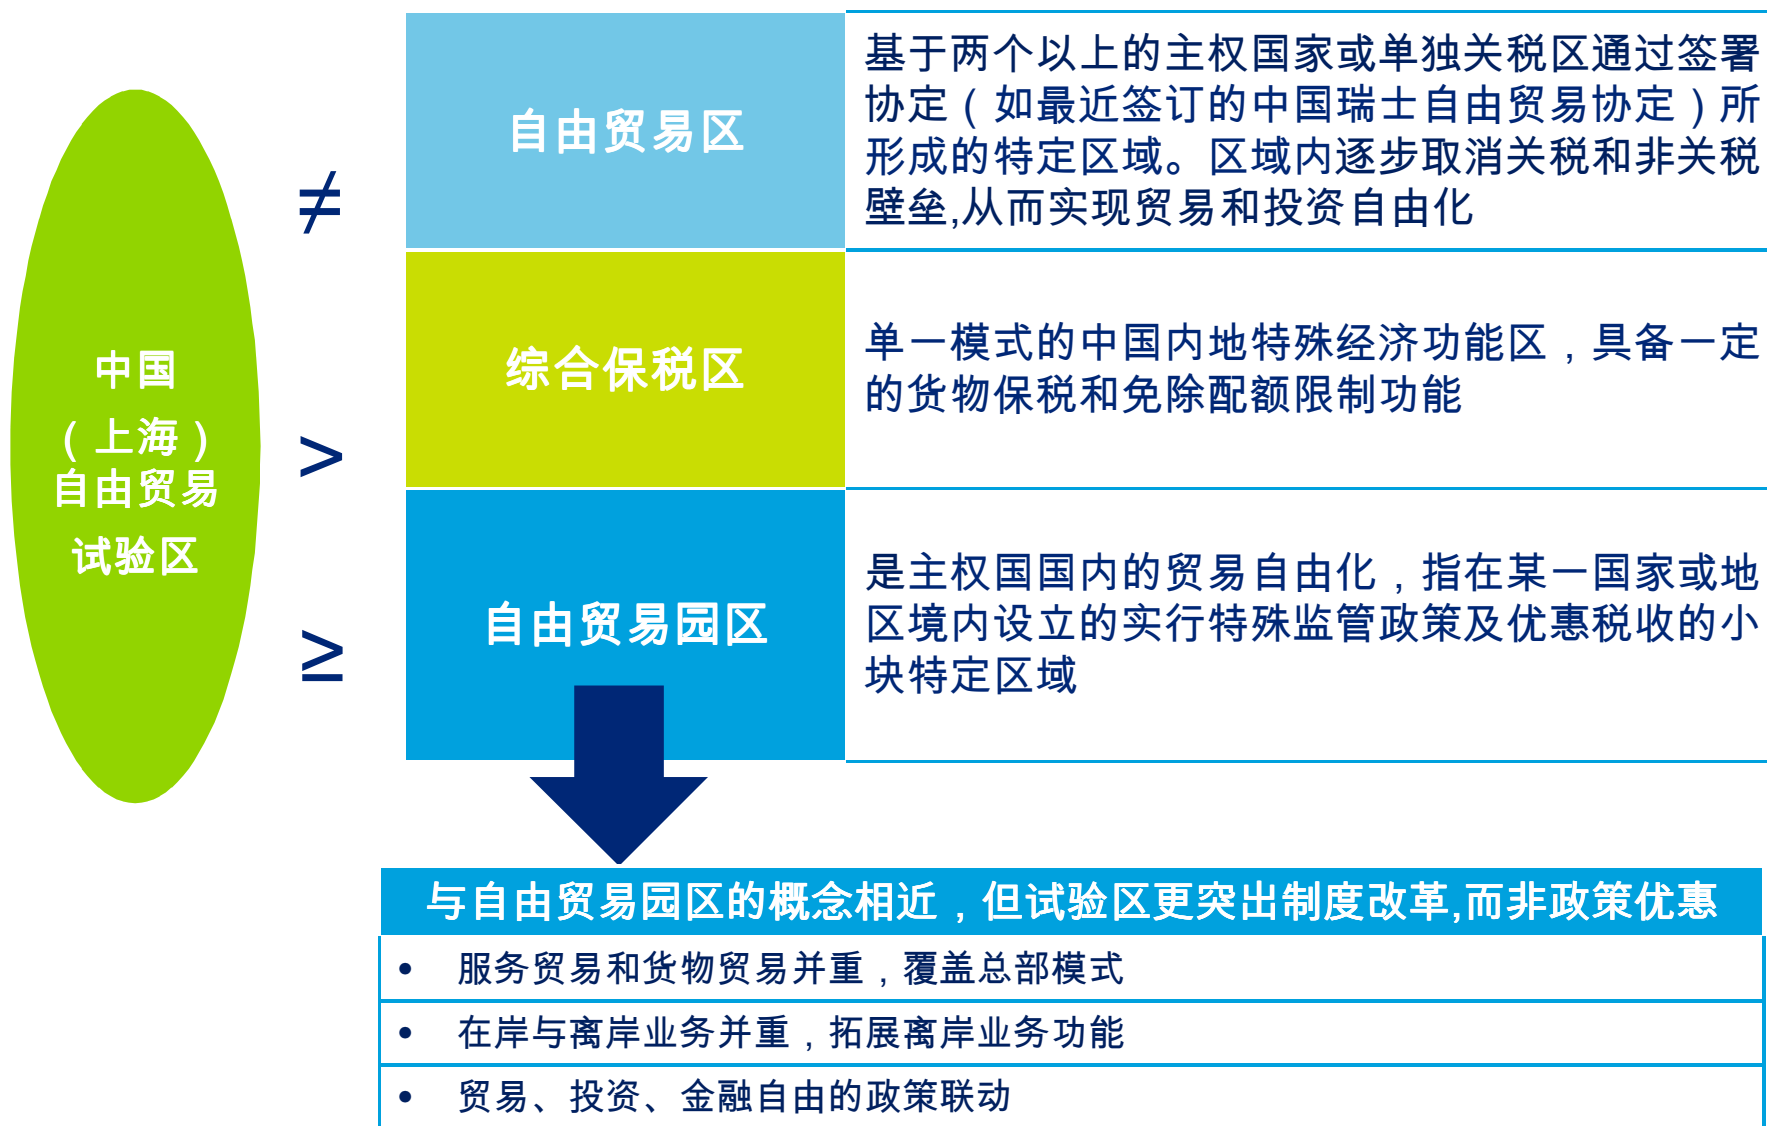 中国
（上海）
自由贸易
试验区
≠
>
≥
自由贸易区
基于两个以上的主权国家或单独关税区通过签署
协定（如最近签订的中国瑞士自由贸易协定）所
形成的特定区域。区域内逐步取消关税和非关税
壁垒,从而实现贸易和投资自由化
综合保税区
单一模式的中国内地特殊经济功能区，具备一定
的货物保税和免除配额限制功能
自由贸易园区
是主权国国内的贸易自由化，指在某一国家或地
区境内设立的实行特殊监管政策及优惠税收的小
块特定区域
与自由贸易园区的概念相近，但试验区更突出制度改革,而非政策优惠
• 服务贸易和货物贸易并重，覆盖总部模式
• 在岸与离岸业务并重，拓展离岸业务功能
• 贸易、投资、金融自由的政策联动